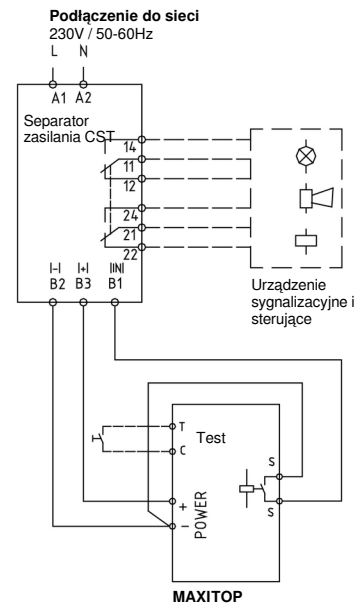 Podłączenie do sieci
230V / 50-60Hz
L N
A1 A2
Separator
zasilania CST
14
11
12
24
21
22
|-| |+| |IN|
B2 B3 B1
Urządzenie
sygnalizacyjne i
sterujące
T
Test
C
S
+
POWER
-
S
MAXITOP